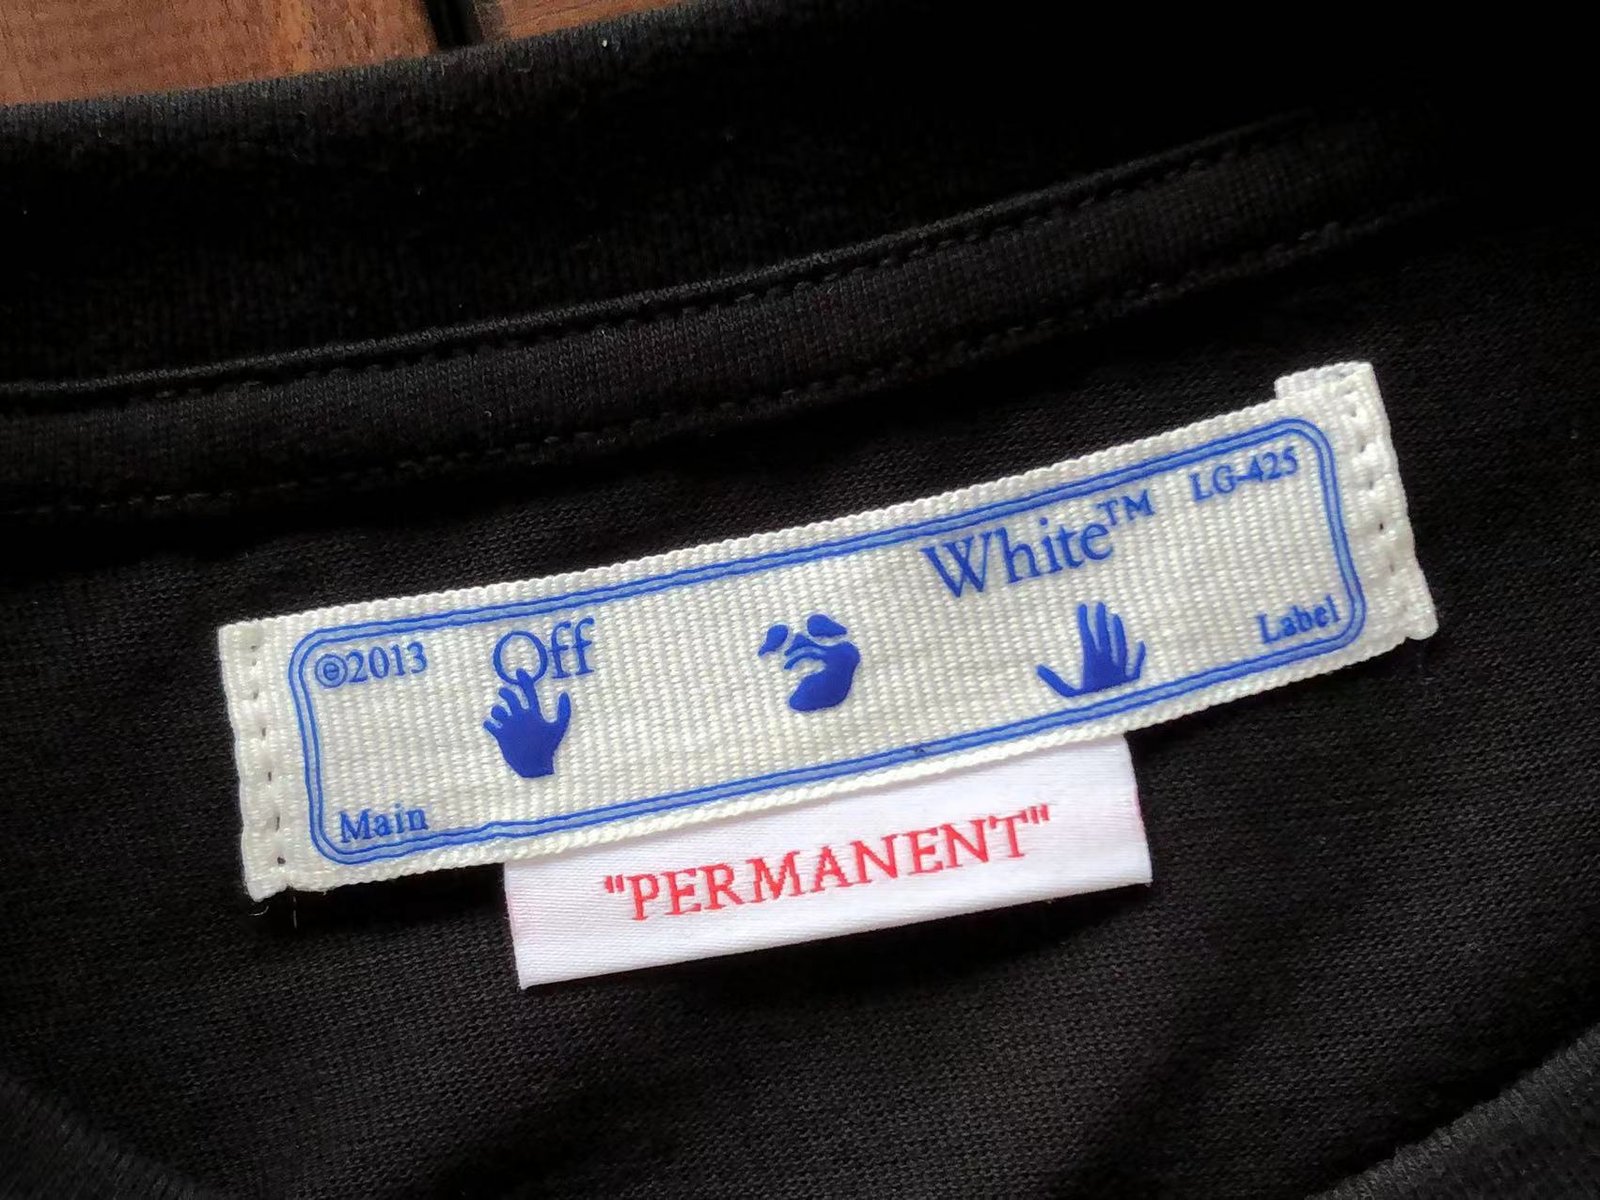 ©2013 Off White™ LG-425
Main Label
"PERMANENT"